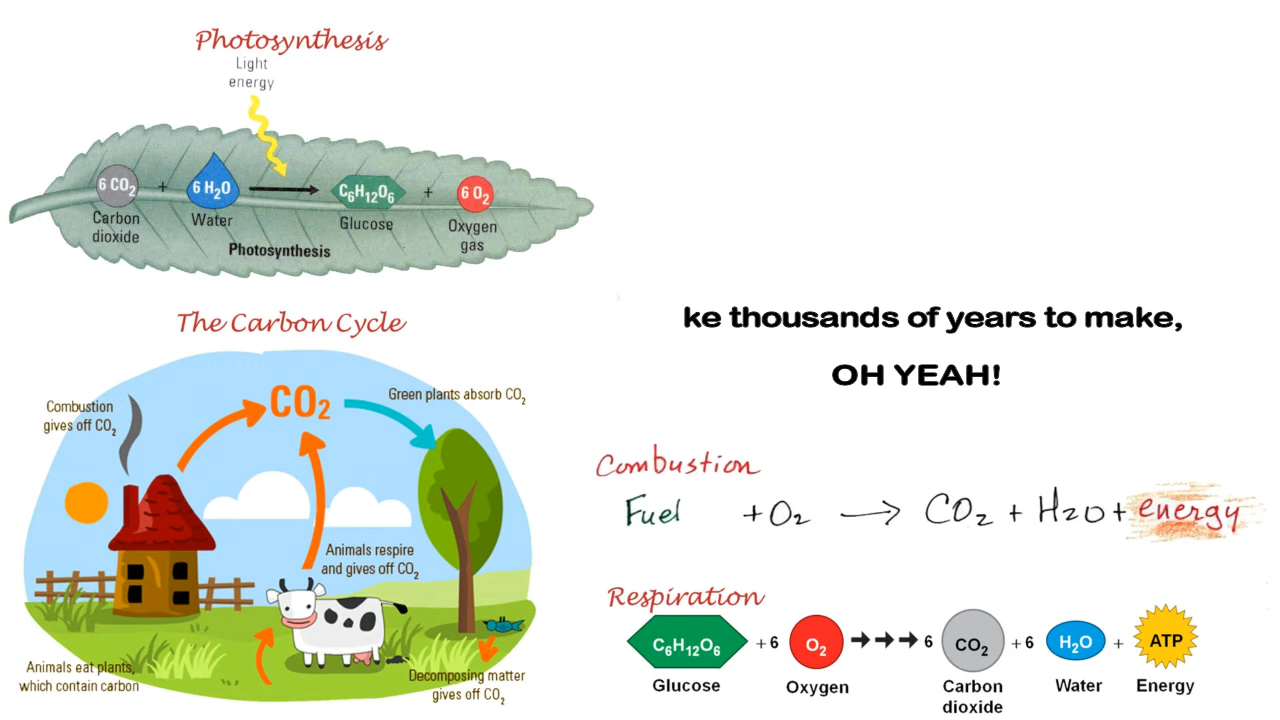 Photosynthesis
Light
energy
6 CO₂ + 6 H₂O C₆H₁₂O₆ + 6 O₂
Carbon
dioxide
Water
Glucose
Oxygen
gas
Photosynthesis
The Carbon Cycle
Combustion
gives off CO₂
CO₂
Green plants absorb CO₂
Animals respire
and gives off CO₂
Animals eat plants,
which contain carbon
Decomposing matter
gives off CO₂
ke thousands of years to make,
OH YEAH!
Combustion
Fuel + O₂ → CO₂ + H₂O + energy
Respiration
C₆H₁₂O₆ + 6 O₂ → → → 6 CO₂ + 6 H₂O + ATP
Glucose Oxygen Carbon Water Energy
dioxide